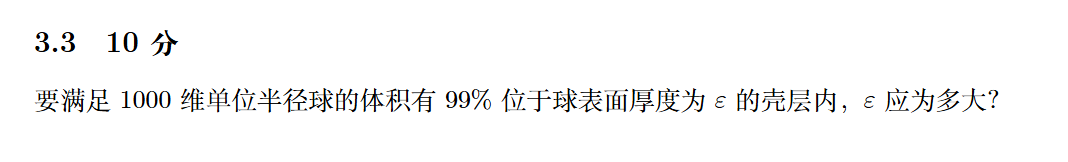 3.3 10 分
要满足 1000 维单位半径球的体积有 99% 位于球表面厚度为 ε 的壳层内，ε 应为多大？